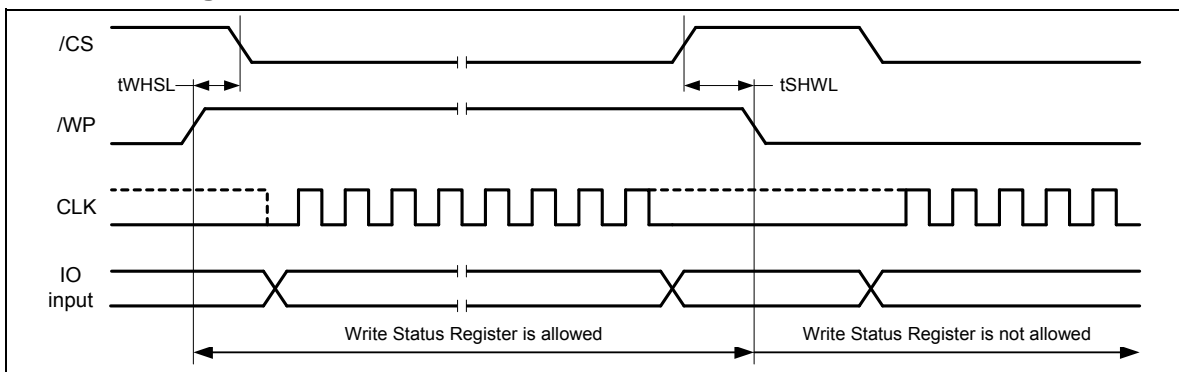 /CS
tWHSL
tSHWL
/WP
CLK
IO
input
Write Status Register is allowed
Write Status Register is not allowed